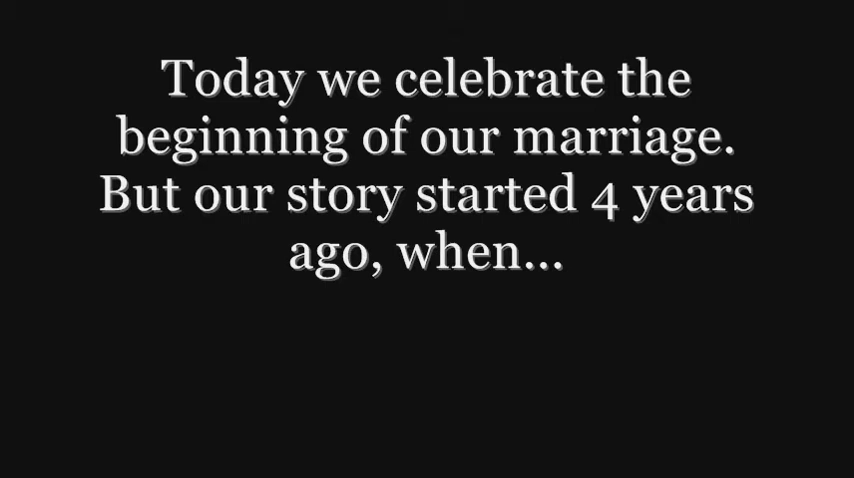 Today we celebrate the
beginning of our marriage.
But our story started 4 years
ago, when...